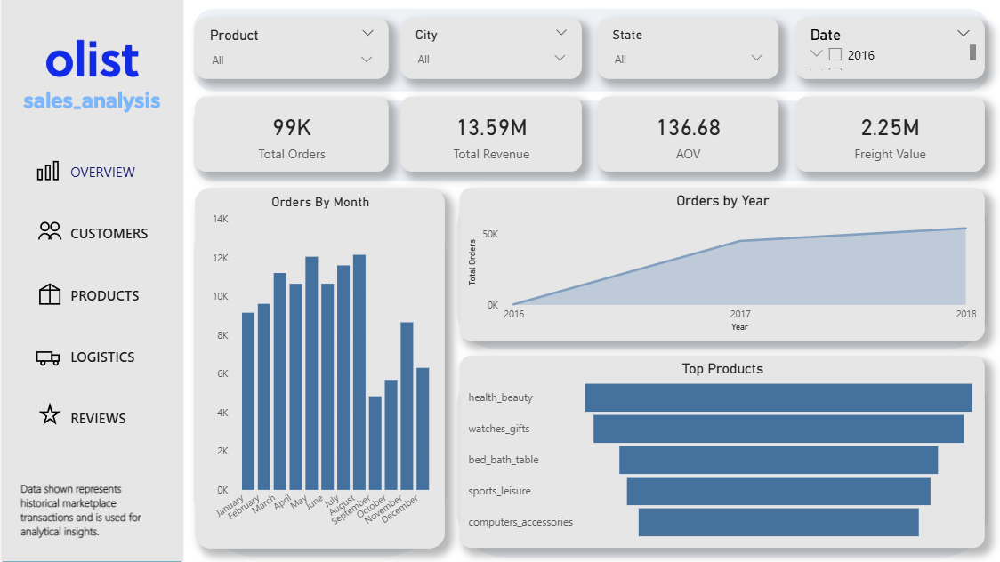 olist
sales_analysis
OVERVIEW
CUSTOMERS
PRODUCTS
LOGISTICS
REVIEWS
Data shown represents
historical marketplace
transactions and is used for
analytical insights.
Product
All
City
All
State
All
Date
2016
99K
Total Orders
13.59M
Total Revenue
136.68
AOV
2.25M
Freight Value
Orders By Month
14K
12K
10K
8K
6K
4K
2K
0K
January
February
March
April
May
June
July
August
September
October
November
December
Orders by Year
Total Orders
50K
0K
2016
2017
2018
Year
Top Products
health_beauty
watches_gifts
bed_bath_table
sports_leisure
computers_accessories